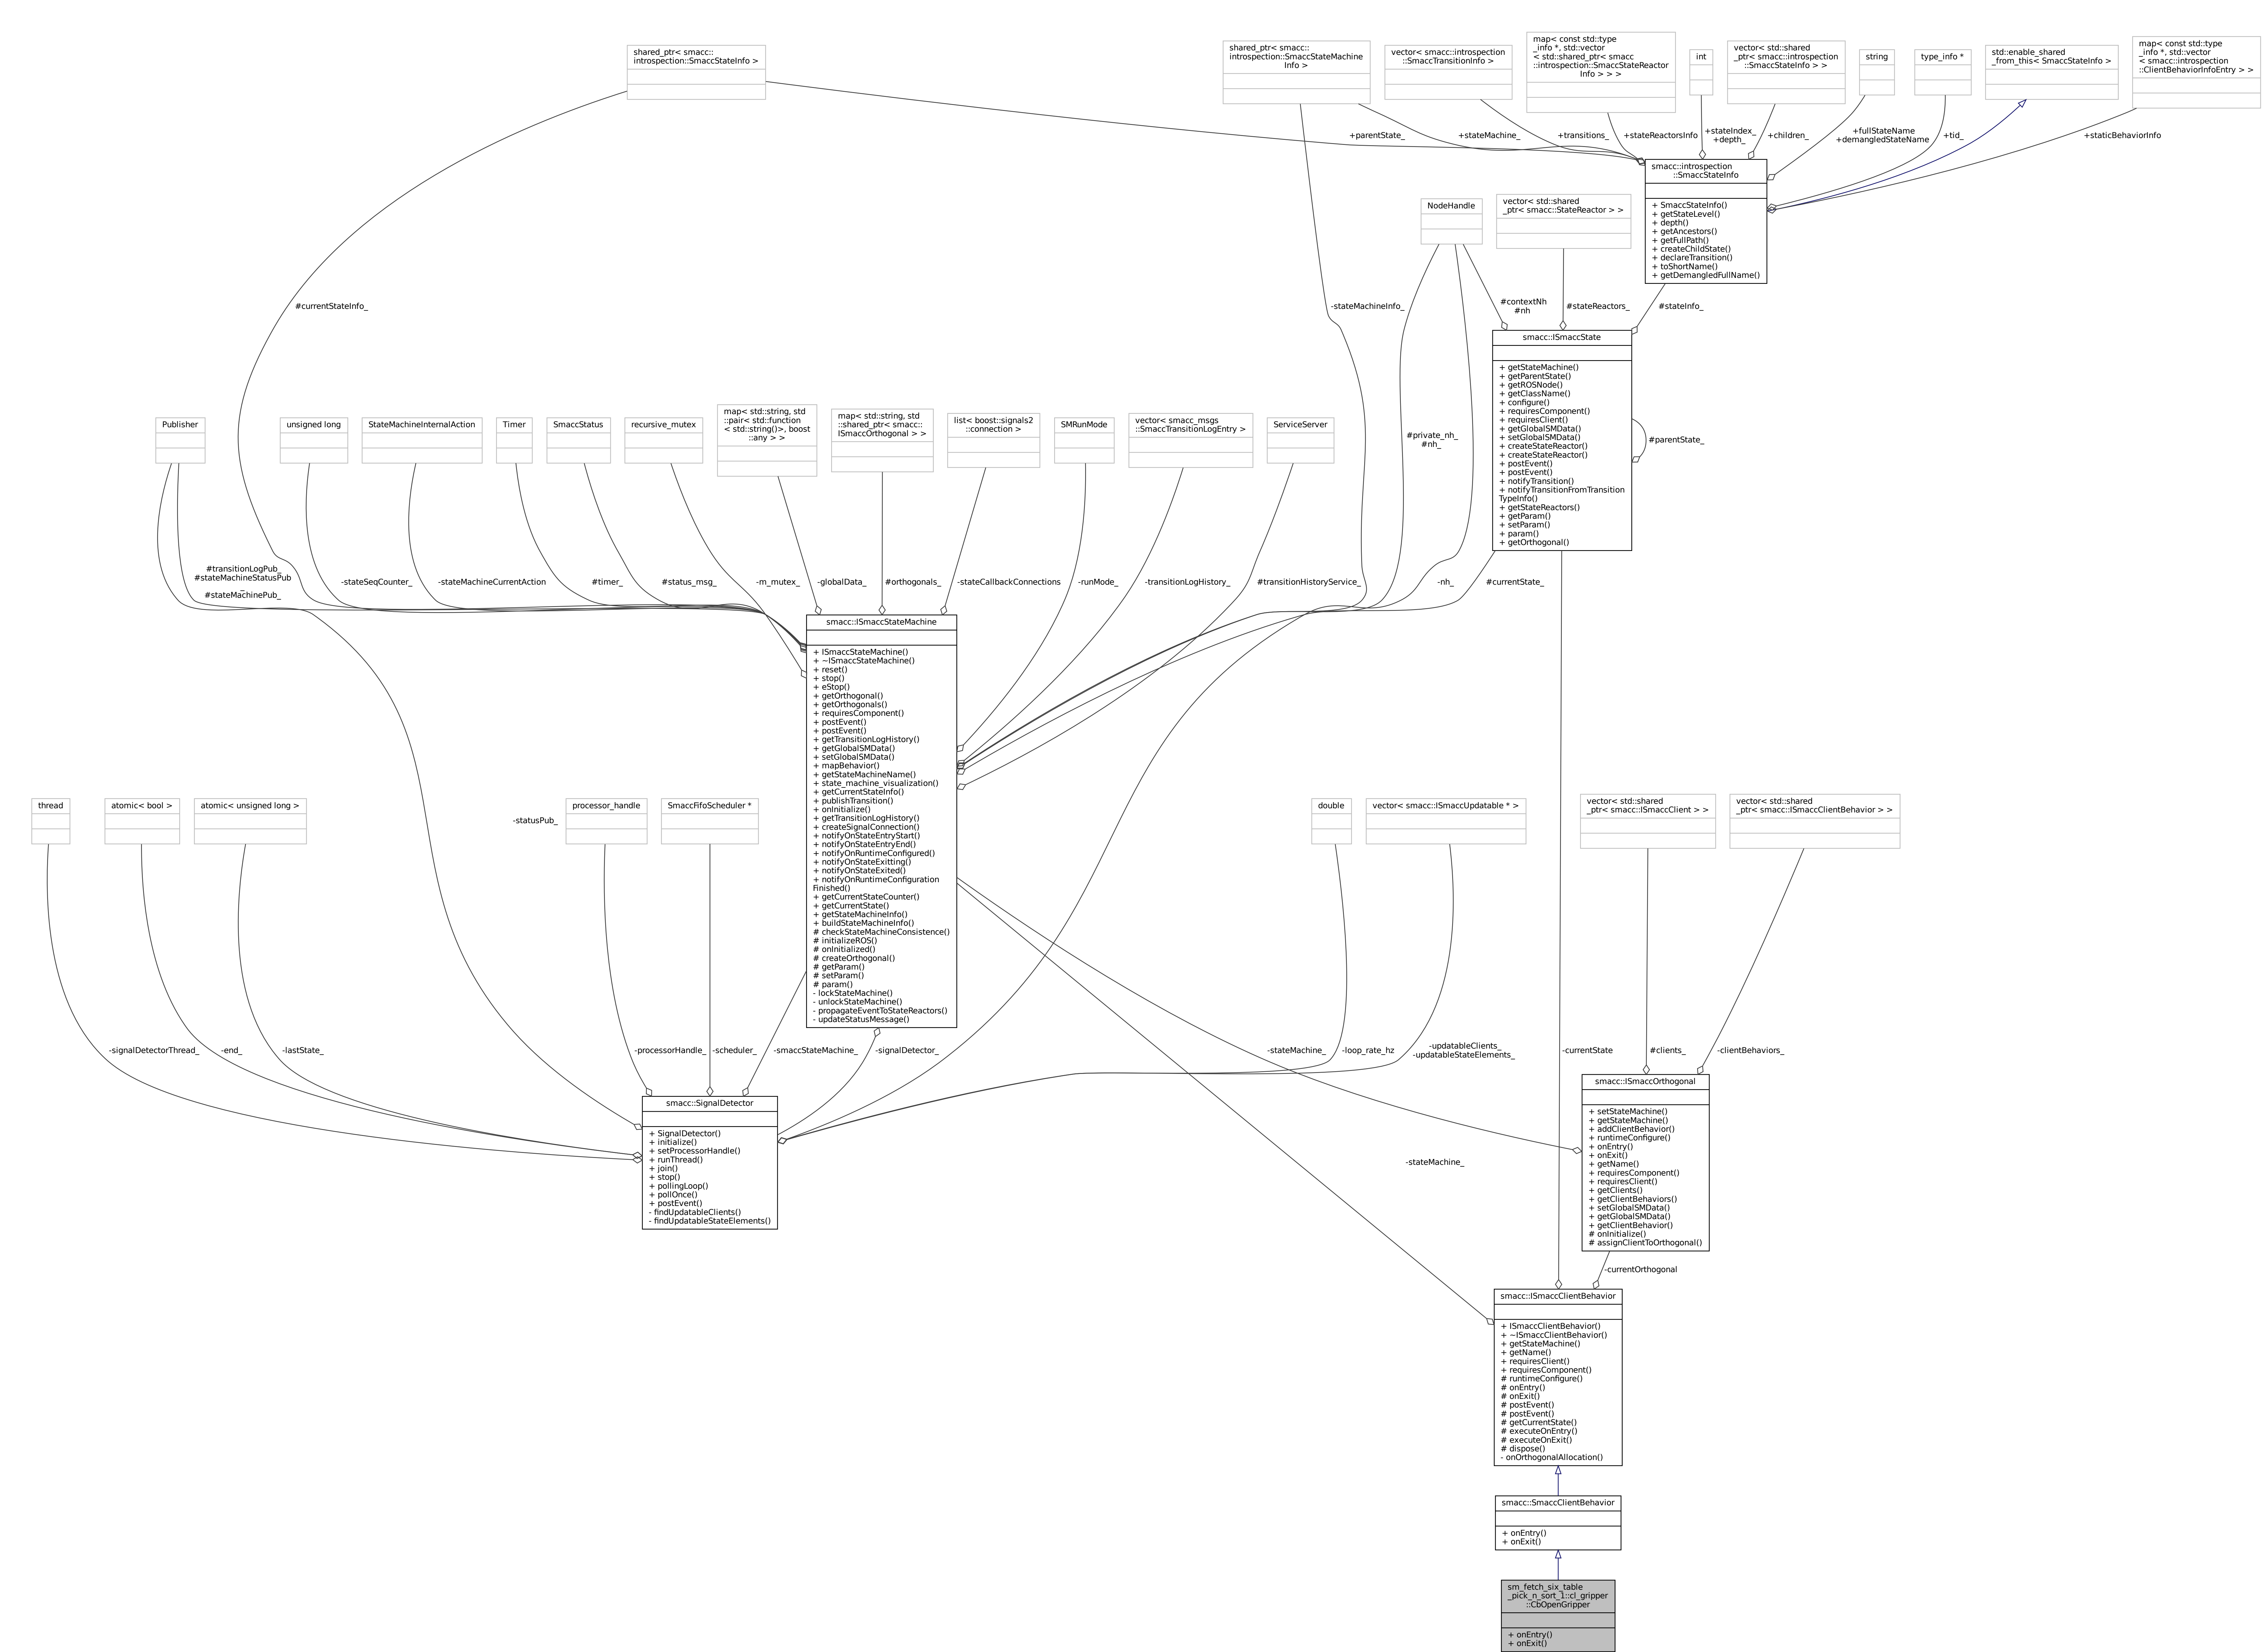 shared_ptr< smacc::
introspection::SmaccStateInfo >
shared_ptr< smacc::
introspection::SmaccStateMachine
Info >
vector< smacc::introspection
::SmaccTransitionInfo >
map< const std::type
_info *, std::vector
< std::shared_ptr< smacc
::introspection::SmaccStateReactor
Info > > >
int
vector< std::shared
_ptr< smacc::introspection
::SmaccStateInfo > >
string
type_info *
std::enable_shared
_from_this< SmaccStateInfo >
map< const std::type
_info *, std::vector
< smacc::introspection
::ClientBehaviorInfoEntry > >
+parentState_
+stateMachine_
+transitions_
+stateReactorsInfo
+stateIndex_
+depth_
+children_
+fullStateName
+demangledStateName
+tid_
+staticBehaviorInfo
smacc::introspection
::SmaccStateInfo
+ SmaccStateInfo()
+ getStateLevel()
+ depth()
+ getAncestors()
+ getFullPath()
+ createChildState()
+ declareTransition()
+ toShortName()
+ getDemangledFullName()
NodeHandle
vector< std::shared
_ptr< smacc::StateReactor > >
#currentStateInfo_
-stateMachineInfo_
#contextNh
#nh
#stateReactors_
#stateInfo_
smacc::ISmaccState
+ getStateMachine()
+ getParentState()
+ getROSNode()
+ getClassName()
+ configure()
+ requiresComponent()
+ requiresClient()
+ getGlobalSMData()
+ setGlobalSMData()
+ createStateReactor()
+ createStateReactor()
+ postEvent()
+ postEvent()
+ notifyTransition()
+ notifyTransitionFromTransition
TypeInfo()
+ getStateReactors()
+ getParam()
+ setParam()
+ param()
+ getOrthogonal()
#parentState_
Publisher
unsigned long
StateMachineInternalAction
Timer
SmaccStatus
recursive_mutex
map< std::string, std
::pair< std::function
< std::string()>, boost
::any > >
map< std::string, std
::shared_ptr< smacc::
ISmaccOrthogonal > >
list< boost::signals2
::connection >
SMRunMode
vector< smacc_msgs
::SmaccTransitionLogEntry >
ServiceServer
#private_nh_
#nh_
#transitionLogPub_
#stateMachineStatusPub
_
#stateMachinePub_
-stateSeqCounter_
-stateMachineCurrentAction
#timer_
#status_msg_
-m_mutex_
-globalData_
#orthogonals_
-stateCallbackConnections
-runMode_
-transitionLogHistory_
#transitionHistoryService_
-nh_
#currentState_
smacc::ISmaccStateMachine
+ ISmaccStateMachine()
+ ~ISmaccStateMachine()
+ reset()
+ stop()
+ eStop()
+ getOrthogonal()
+ getOrthogonals()
+ requiresComponent()
+ postEvent()
+ postEvent()
+ getTransitionLogHistory()
+ getGlobalSMData()
+ setGlobalSMData()
+ mapBehavior()
+ getStateMachineName()
+ state_machine_visualization()
+ getCurrentStateInfo()
+ publishTransition()
+ onInitialize()
+ getTransitionLogHistory()
+ createSignalConnection()
+ notifyOnStateEntryStart()
+ notifyOnStateEntryEnd()
+ notifyOnRuntimeConfigured()
+ notifyOnStateExitting()
+ notifyOnStateExited()
+ notifyOnRuntimeConfiguration
Finished()
+ getCurrentStateCounter()
+ getCurrentState()
+ getStateMachineInfo()
+ buildStateMachineInfo()
# checkStateMachineConsistence()
# initializeROS()
# onInitialized()
# createOrthogonal()
# getParam()
# setParam()
# param()
- lockStateMachine()
- unlockStateMachine()
- propagateEventToStateReactors()
- updateStatusMessage()
thread
atomic< bool >
atomic< unsigned long >
-statusPub_
processor_handle
SmaccFifoScheduler *
double
vector< smacc::ISmaccUpdatable * >
vector< std::shared
_ptr< smacc::ISmaccClient > >
vector< std::shared
_ptr< smacc::ISmaccClientBehavior > >
-signalDetectorThread_
-end_
-lastState_
-processorHandle_
-scheduler_
-smaccStateMachine_
-signalDetector_
-stateMachine_
-loop_rate_hz
-updatableClients_
-updatableStateElements_
-currentState
#clients_
-clientBehaviors_
smacc::SignalDetector
+ SignalDetector()
+ initialize()
+ setProcessorHandle()
+ runThread()
+ join()
+ stop()
+ pollingLoop()
+ pollOnce()
+ postEvent()
- findUpdatableClients()
- findUpdatableStateElements()
-stateMachine_
smacc::ISmaccOrthogonal
+ setStateMachine()
+ getStateMachine()
+ addClientBehavior()
+ runtimeConfigure()
+ onEntry()
+ onExit()
+ getName()
+ requiresComponent()
+ requiresClient()
+ getClients()
+ getClientBehaviors()
+ setGlobalSMData()
+ getGlobalSMData()
+ getClientBehavior()
# onInitialize()
# assignClientToOrthogonal()
-currentOrthogonal
smacc::ISmaccClientBehavior
+ ISmaccClientBehavior()
+ ~ISmaccClientBehavior()
+ getStateMachine()
+ getName()
+ requiresClient()
+ requiresComponent()
# runtimeConfigure()
# onEntry()
# onExit()
# postEvent()
# postEvent()
# getCurrentState()
# executeOnEntry()
# executeOnExit()
# dispose()
- onOrthogonalAllocation()
smacc::SmaccClientBehavior
+ onEntry()
+ onExit()
sm_fetch_six_table
_pick_n_sort_1::cl_gripper
::CbOpenGripper
+ onEntry()
+ onExit()